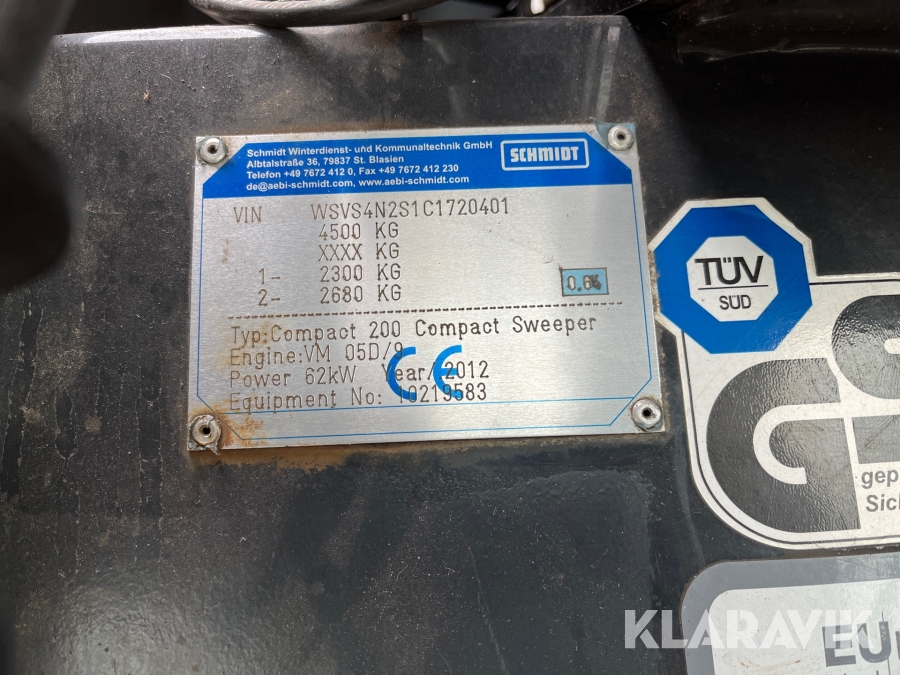 Schmidt Winterdienst- und Kommunaltechnik GmbH
Albtalstraße 36, 79837 St. Blasien
Telefon +49 7672 412 0, Fax +49 7672 412 230
de@aebi-schmidt.com, www.aebi-schmidt.com
SCHMIDT
VIN WSVS4N2S1C1720401
4500 KG
XXXX KG
1- 2300 KG
2- 2680 KG
0.6%
Typ:Compact 200 Compact Sweeper
Engine:VM 05D/9
Power 62kW Year/ 2012
Equipment No: 10219583
CE
TÜV
SÜD
GS
gep
Sic
KLARAVIK
EU